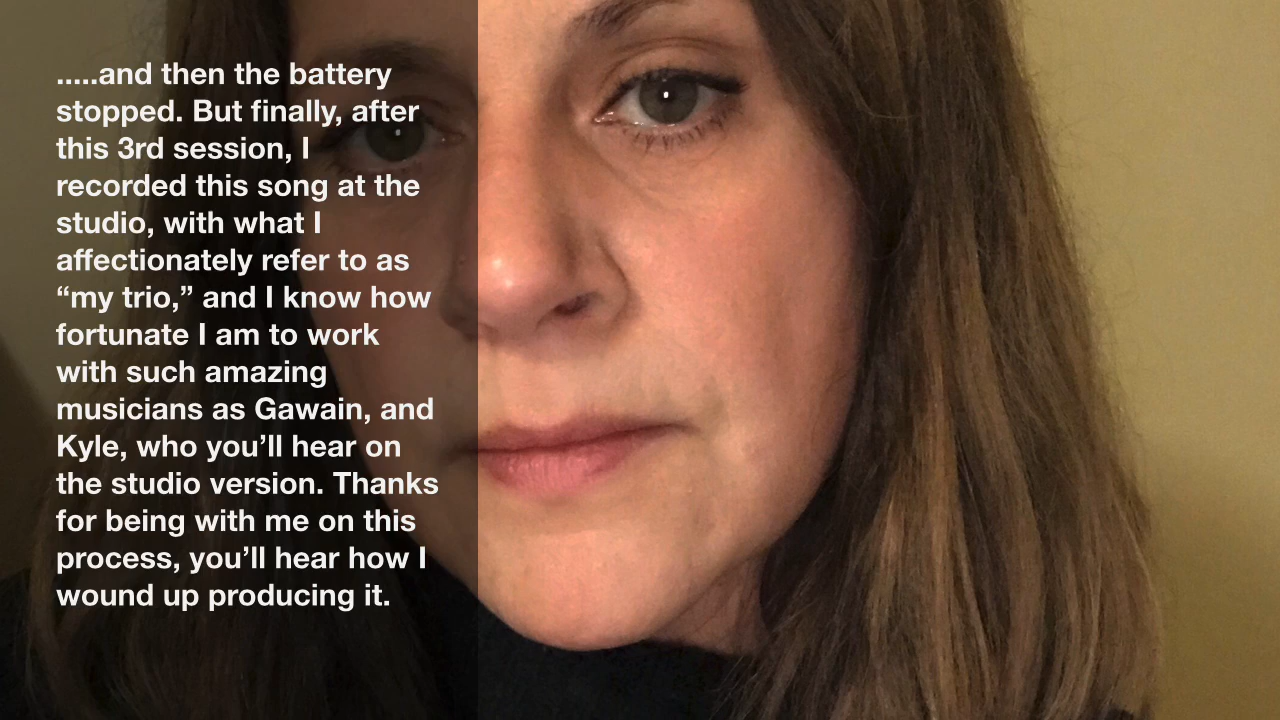 .....and then the battery
stopped. But finally, after
this 3rd session, I
recorded this song at the
studio, with what I
affectionately refer to as
“my trio,” and I know how
fortunate I am to work
with such amazing
musicians as Gawain, and
Kyle, who you’ll hear on
the studio version. Thanks
for being with me on this
process, you’ll hear how I
wound up producing it.